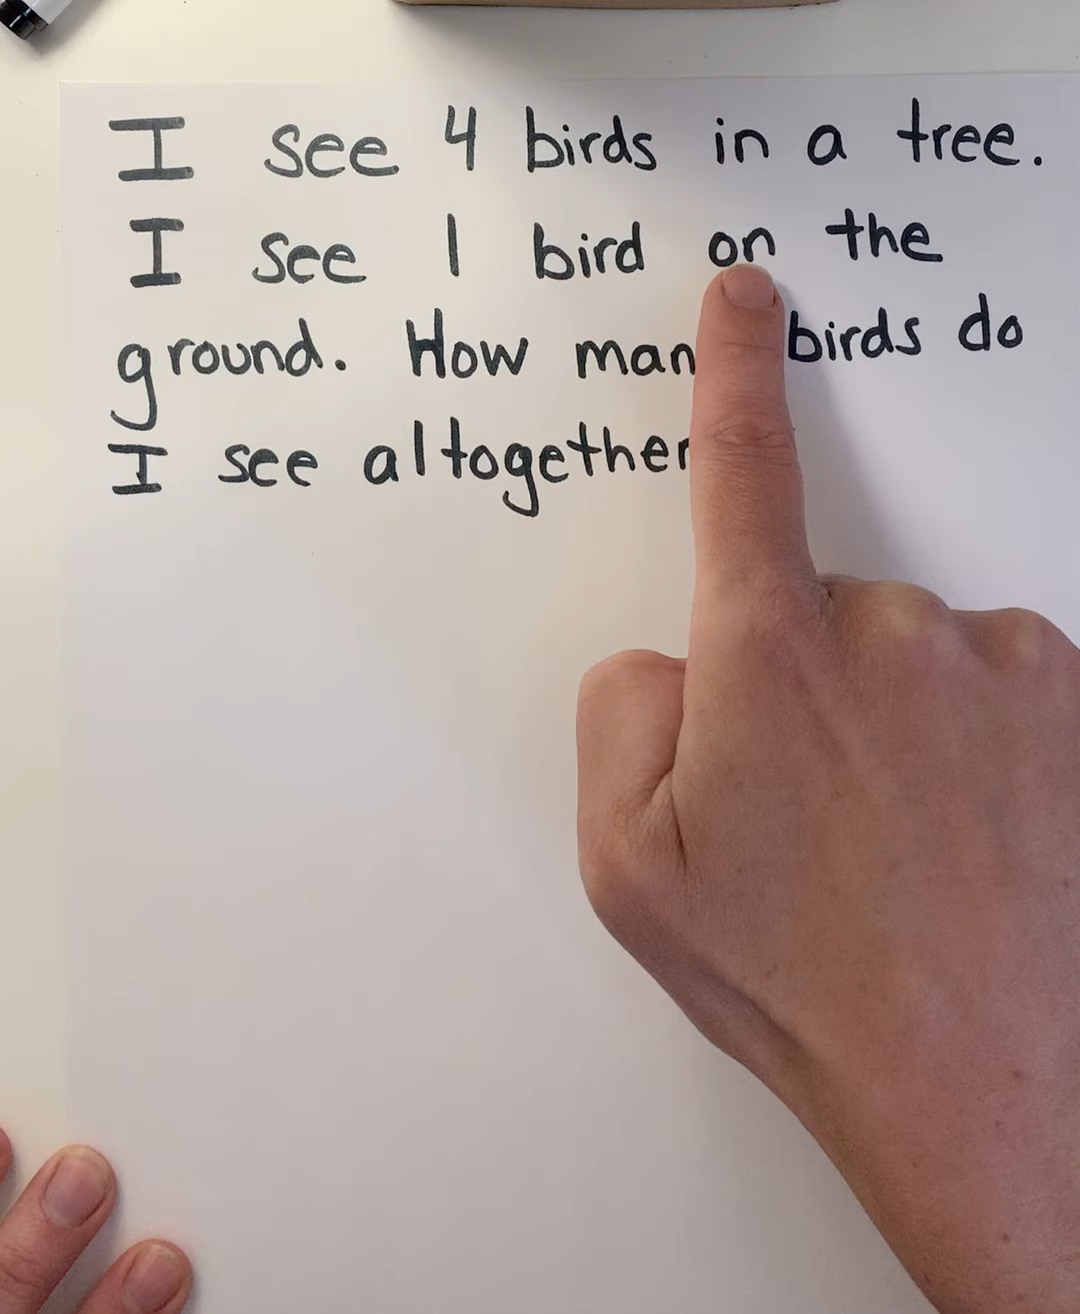 I see 4 birds in a tree.
I see 1 bird on the
ground. How man birds do
I see altogether